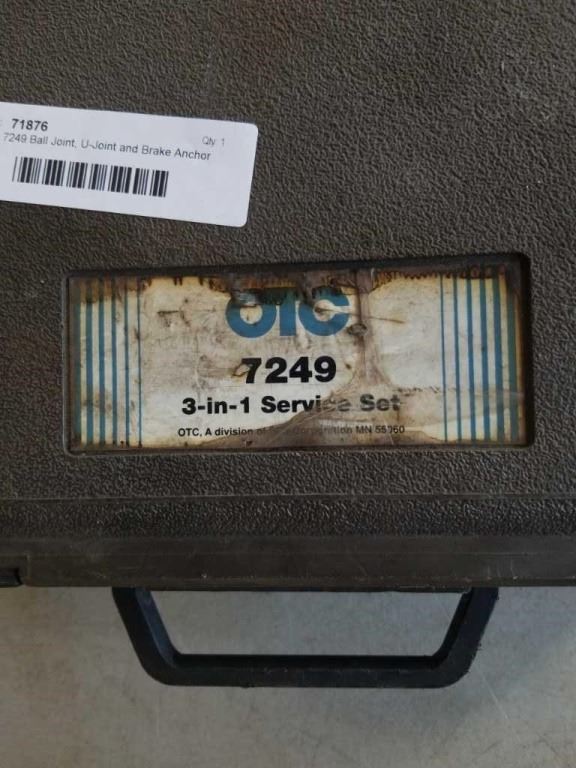 71876
Qty 1
7249 Ball Joint, U-Joint and Brake Anchor
OTC
7249
3-in-1 Service Set
OTC, A division of Corporation MN 55060